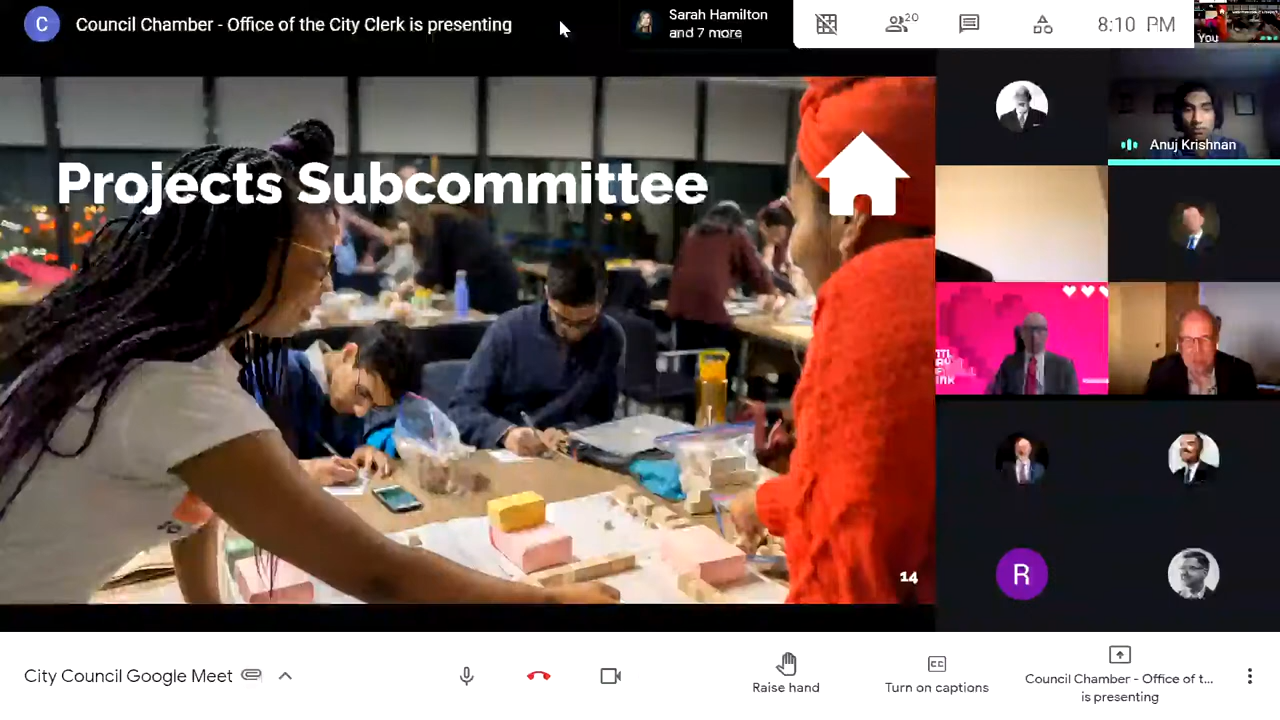 C
Council Chamber - Office of the City Clerk is presenting
Sarah Hamilton
and 7 more
20
8:10 PM
You
Projects Subcommittee
Anuj Krishnan
R
14
City Council Google Meet
Raise hand
Turn on captions
Council Chamber - Office of t...
is presenting